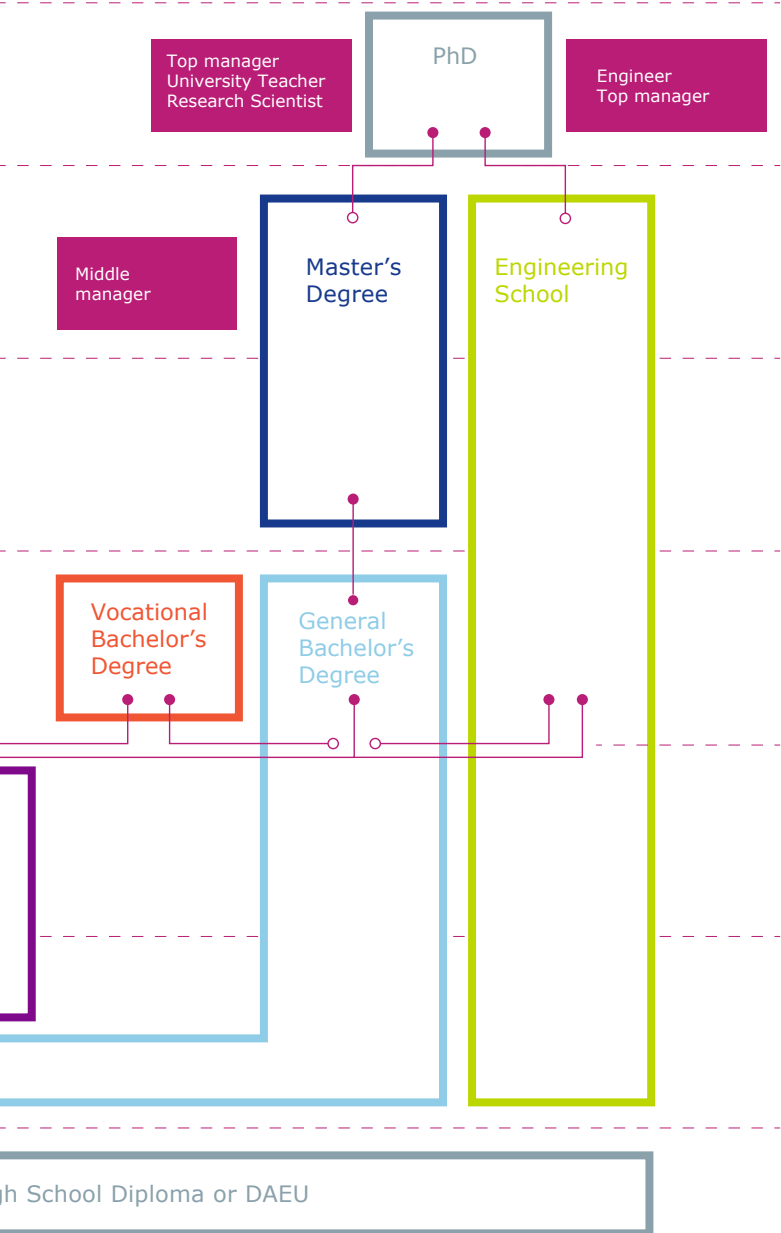 PhD
Top manager
University Teacher
Research Scientist
Engineer
Top manager
Middle
manager
Master’s
Degree
Engineering
School
Vocational
Bachelor’s
Degree
General
Bachelor’s
Degree
gh School Diploma or DAEU